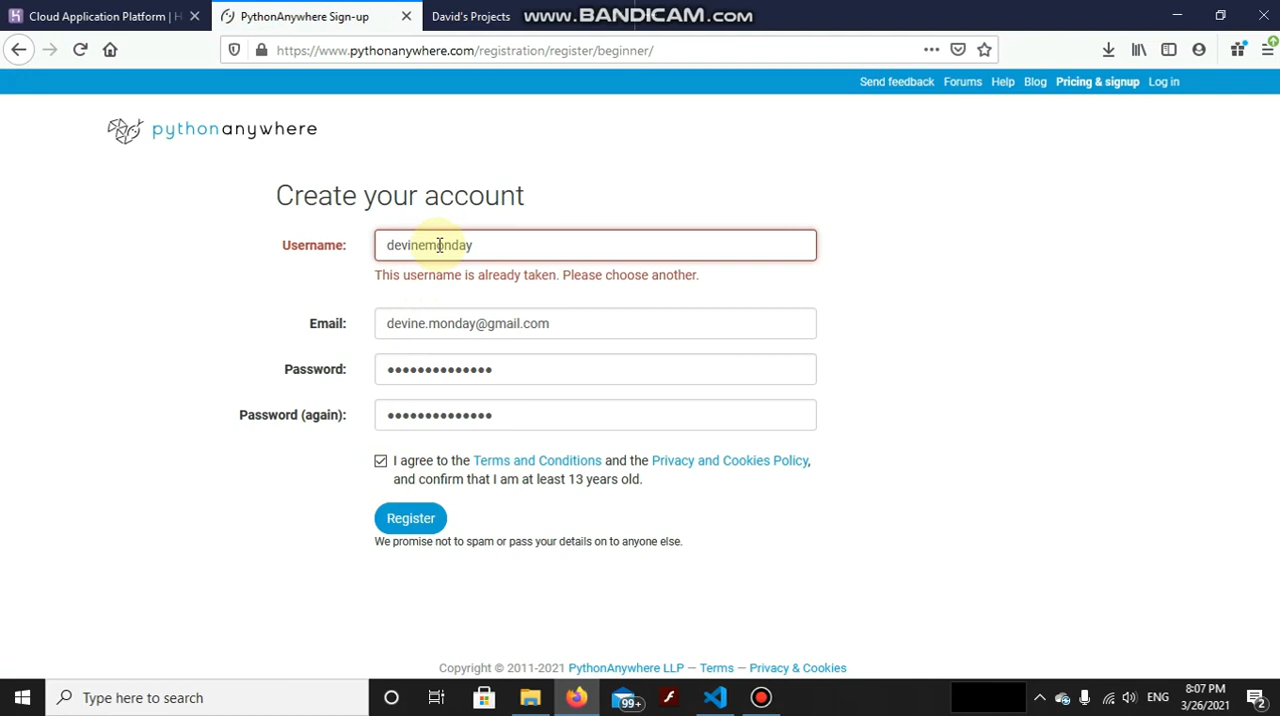 Cloud Application Platform | H
PythonAnywhere Sign-up
David's Projects
www.BANDICAM.com
https://www.pythonanywhere.com/registration/register/beginner/
Send feedback Forums Help Blog Pricing & signup Log in
pythonanywhere
Create your account
Username: devinemonday
This username is already taken. Please choose another.
Email: devine.monday@gmail.com
Password: ••••••••••••••
Password (again): ••••••••••••••
I agree to the Terms and Conditions and the Privacy and Cookies Policy,
and confirm that I am at least 13 years old.
Register
We promise not to spam or pass your details on to anyone else.
Copyright © 2011-2021 PythonAnywhere LLP — Terms — Privacy & Cookies
Type here to search
99+
ENG
8:07 PM
3/26/2021
2